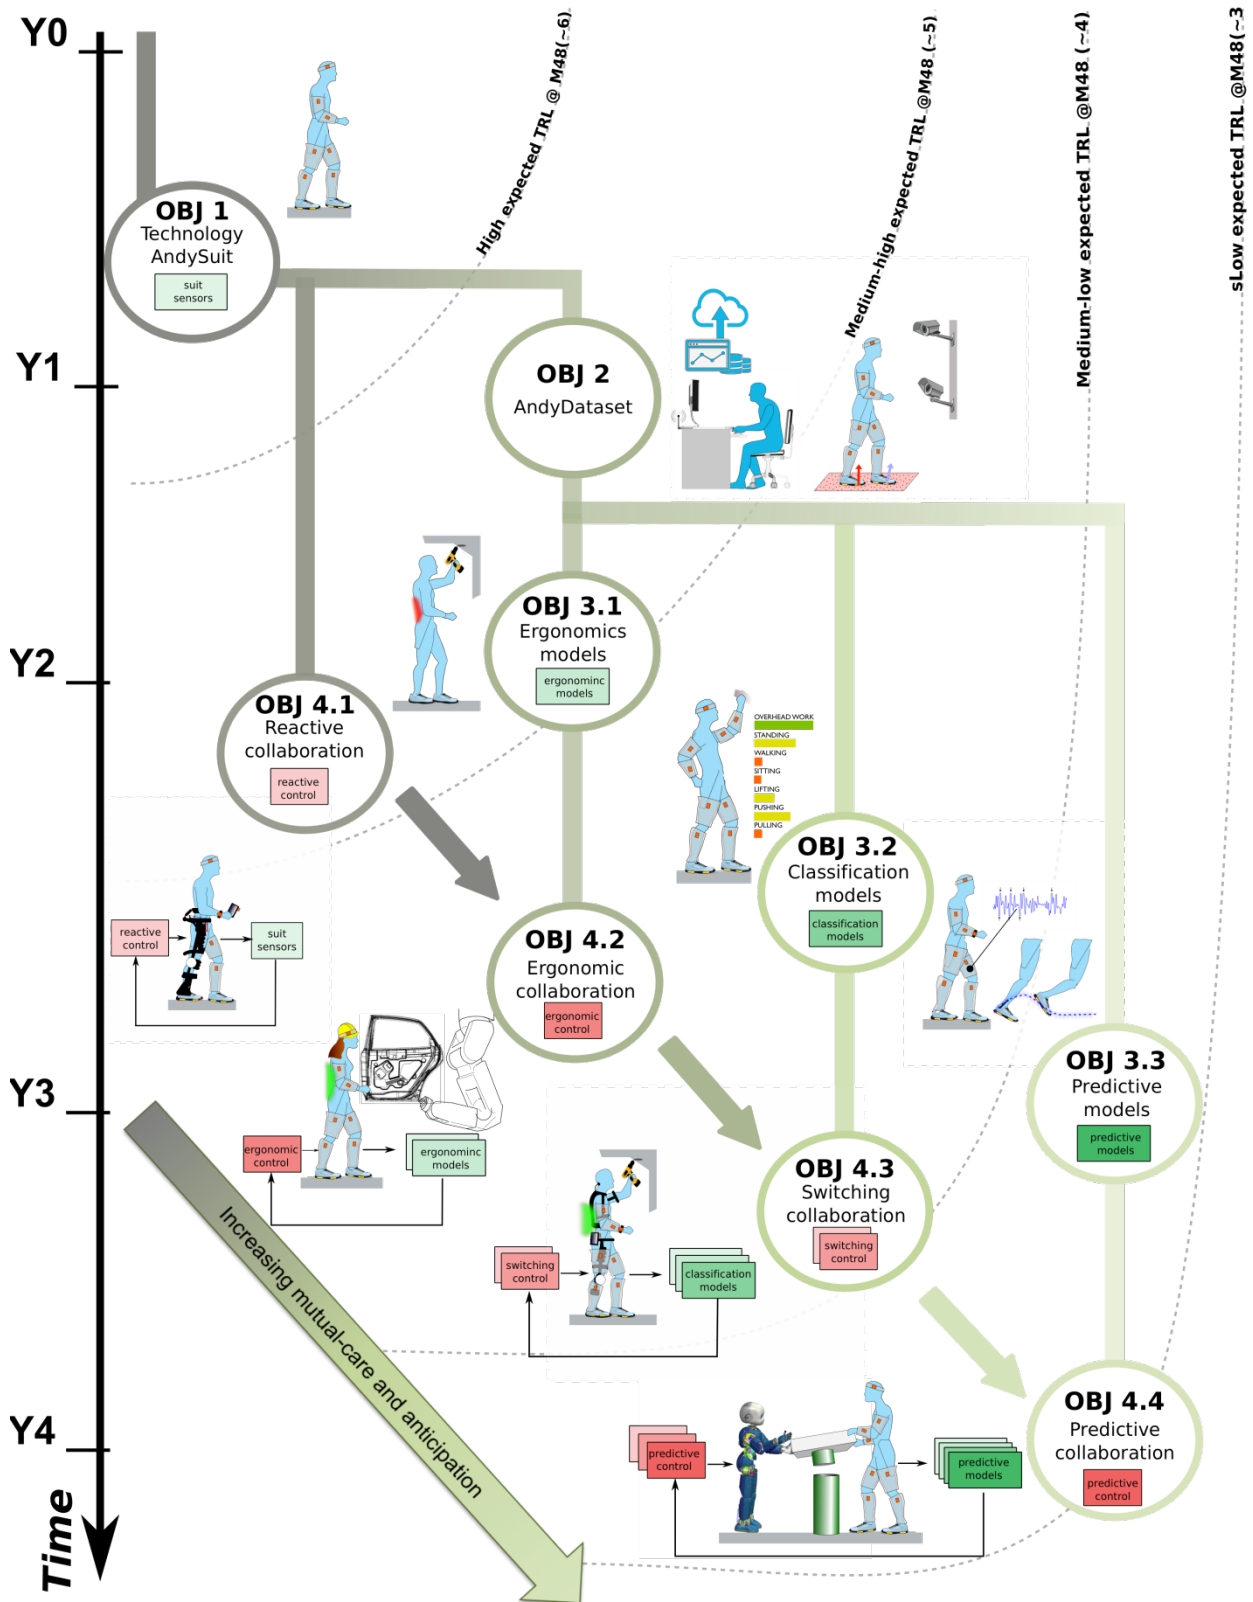 Y0
High expected TRL @ M48(~6)
Medium-high expected TRL @M48 (~5)
Medium-low expected TRL @M48 (~4)
sLow expected TRL @M48(~3
OBJ 1
Technology
AndySuit
suit
sensors
Y1
OBJ 2
AndyDataset
OBJ 3.1
Ergonomics
models
ergonominc
models
Y2
OBJ 4.1
Reactive
collaboration
reactive
control
OVERHEAD WORK
STANDING
WALKING
SITTING
LIFTING
PUSHING
PULLING
OBJ 3.2
Classification
models
classification
models
reactive
control
suit
sensors
OBJ 4.2
Ergonomic
collaboration
ergonomic
control
Y3
OBJ 3.3
Predictive
models
predictive
models
ergonomic
control
ergonominc
models
OBJ 4.3
Switching
collaboration
switching
control
switching
control
classification
models
Increasing mutual-care and anticipation
Y4
OBJ 4.4
Predictive
collaboration
predictive
control
predictive
control
predictive
models
Time